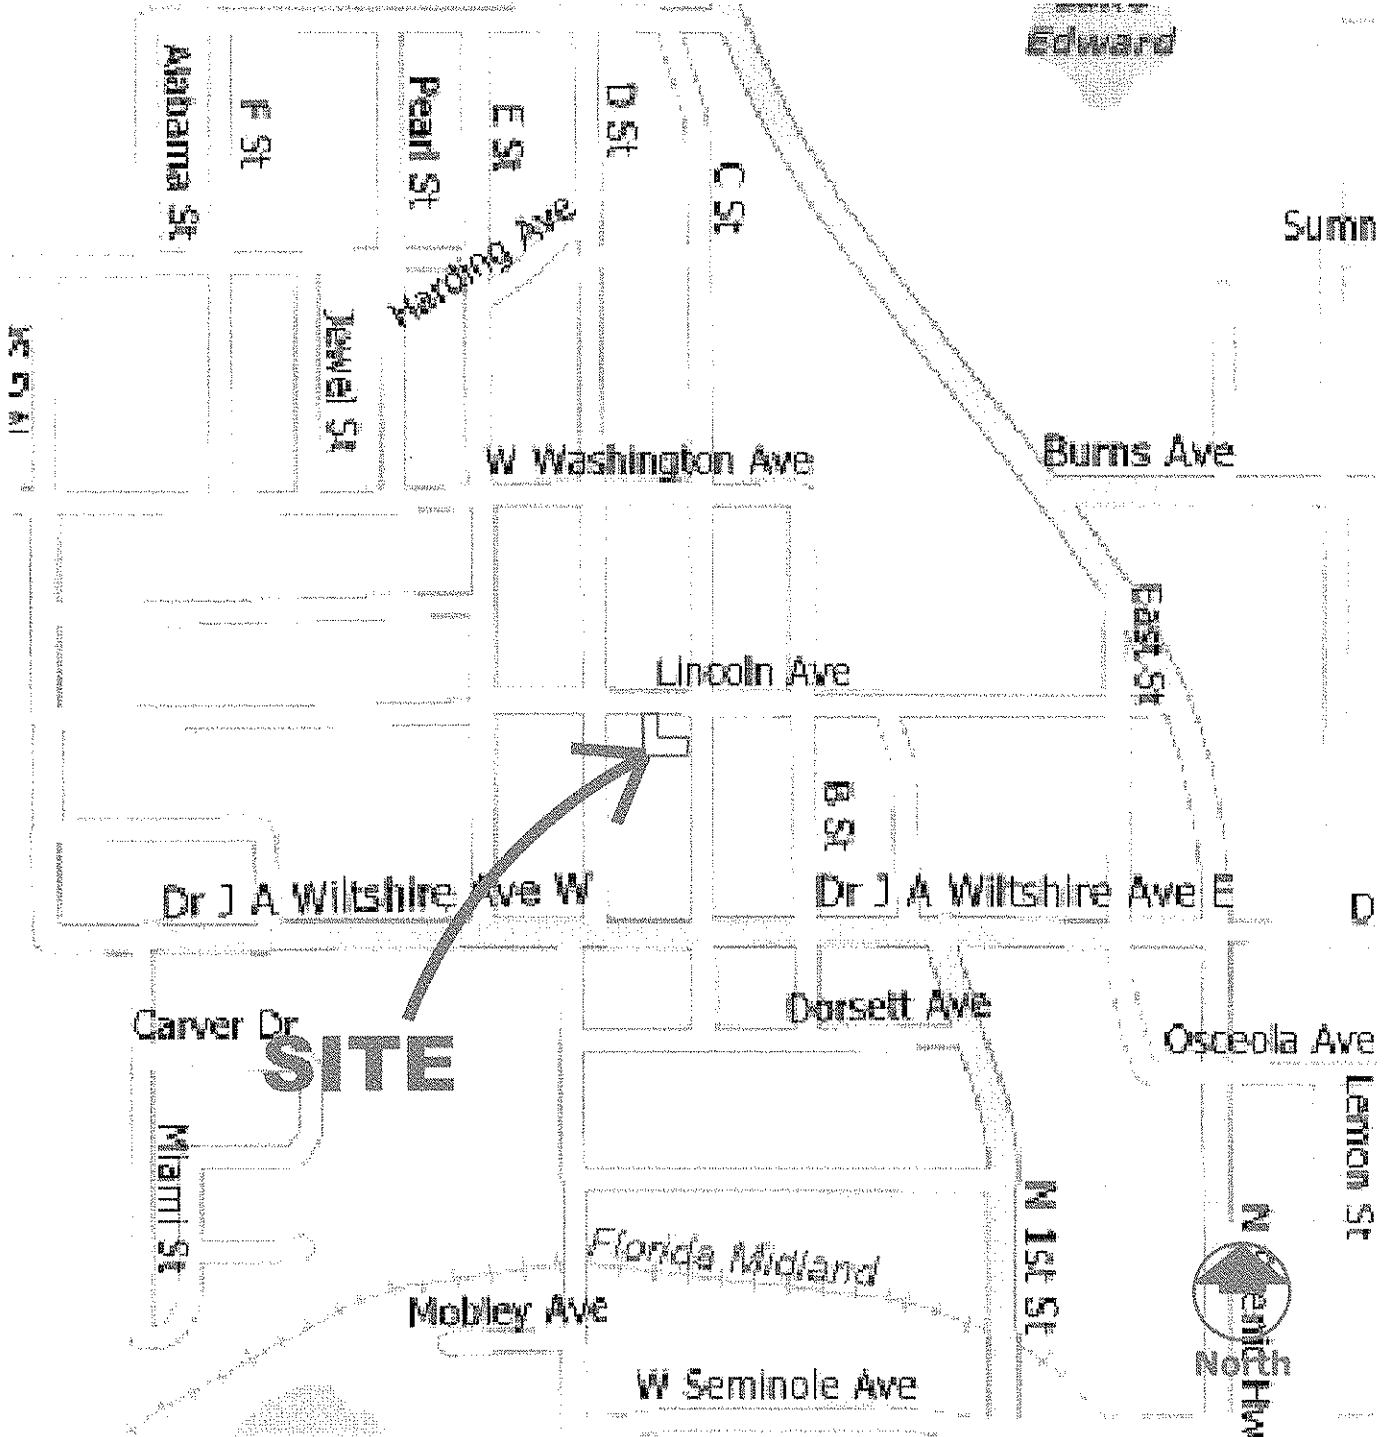 Edward
Alabama St
F St
Pearl St
E St
D St
C St
Harding Ave
Sumn
Jewel St
W Washington Ave
Burns Ave
East St
Lincoln Ave
B St
Dr J A Wiltshire Ave W
Dr J A Wiltshire Ave E
D
Carver Dr
SITE
Dorsett Ave
Osceola Ave
Lemon St
Miami St
N 1st St
N
Florida Midland
Mobley Ave
North
W Seminole Ave